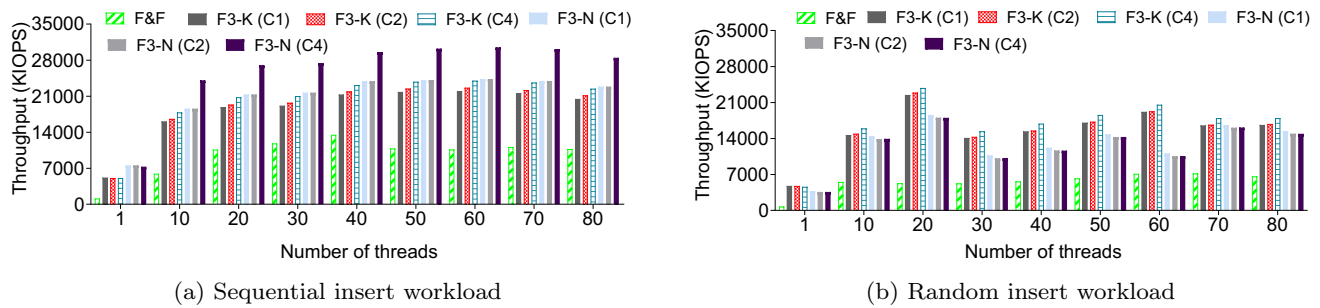 F&F F3-K (C1) F3-K (C2) F3-K (C4) F3-N (C1)
F3-N (C2) F3-N (C4)
Throughput (KIOPS)
35000
28000
21000
14000
7000
0
1 10 20 30 40 50 60 70 80
Number of threads
(a) Sequential insert workload
F&F F3-K (C1) F3-K (C2) F3-K (C4) F3-N (C1)
F3-N (C2) F3-N (C4)
Throughput (KIOPS)
35000
28000
21000
14000
7000
0
1 10 20 30 40 50 60 70 80
Number of threads
(b) Random insert workload